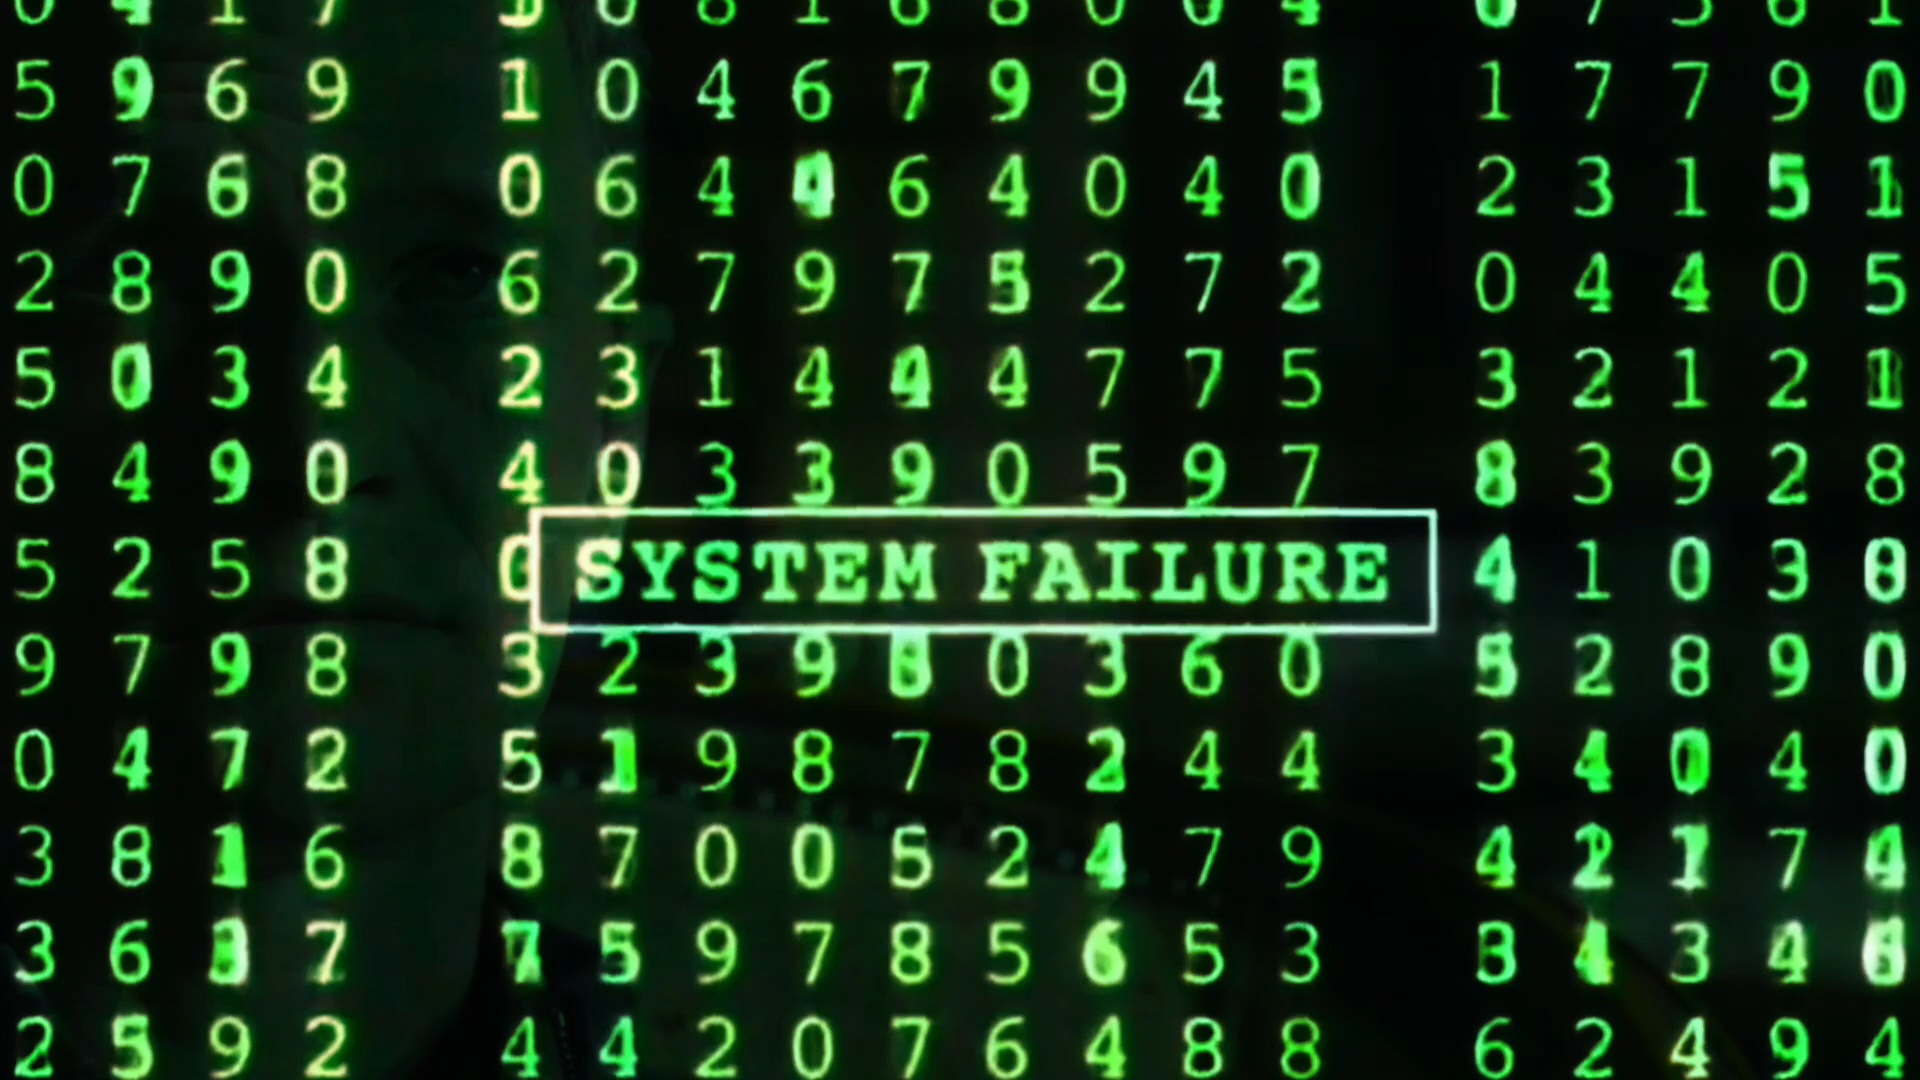 5 9 6 9 1 0 4 6 7 9 9 4 5 1 7 7 9 0
0 7 6 8 0 6 4 4 6 4 0 4 0 2 3 1 5 1
2 8 9 0 6 2 7 9 7 5 2 7 2 0 4 4 0 5
5 0 3 4 2 3 1 4 4 4 7 7 5 3 2 1 2 1
8 4 9 0 4 0 3 3 9 0 5 9 7 8 3 9 2 8
5 2 5 8 0 SYSTEM FAILURE 4 1 0 3 8
9 7 9 8 3 2 3 9 8 0 3 6 0 5 2 8 9 0
0 4 7 2 5 1 9 8 7 8 2 4 4 3 4 0 4 0
3 8 1 6 8 7 0 0 5 2 4 7 9 4 2 1 7 4
3 6 7 7 5 9 7 8 5 6 5 3 3 4 3 4
2 5 9 2 4 4 2 0 7 6 4 8 8 6 2 4 9 4